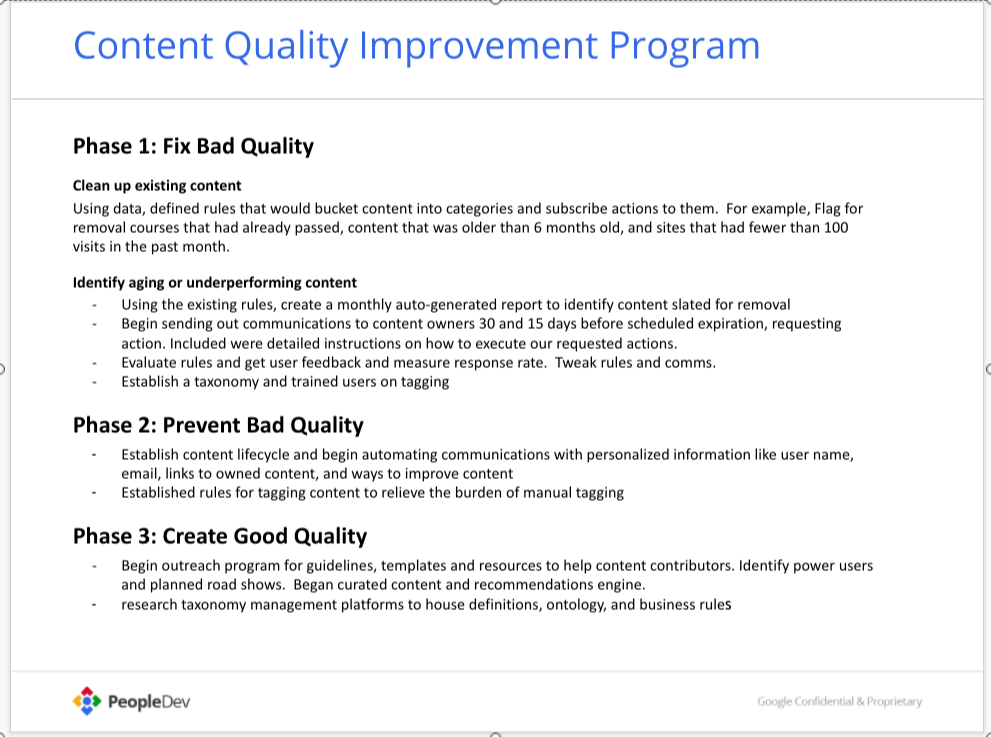 Content Quality Improvement Program
Phase 1: Fix Bad Quality
Clean up existing content
Using data, defined rules that would bucket content into categories and subscribe actions to them.  For example, Flag for
removal courses that had already passed, content that was older than 6 months old, and sites that had fewer than 100
visits in the past month.
Identify aging or underperforming content
- Using the existing rules, create a monthly auto-generated report to identify content slated for removal
- Begin sending out communications to content owners 30 and 15 days before scheduled expiration, requesting
action. Included were detailed instructions on how to execute our requested actions.
- Evaluate rules and get user feedback and measure response rate.  Tweak rules and comms.
- Establish a taxonomy and trained users on tagging
Phase 2: Prevent Bad Quality
- Establish content lifecycle and begin automating communications with personalized information like user name,
email, links to owned content, and ways to improve content
- Established rules for tagging content to relieve the burden of manual tagging
Phase 3: Create Good Quality
- Begin outreach program for guidelines, templates and resources to help content contributors. Identify power users
and planned road shows.  Began curated content and recommendations engine.
- research taxonomy management platforms to house definitions, ontology, and business rules
PeopleDev
Google Confidential & Proprietary